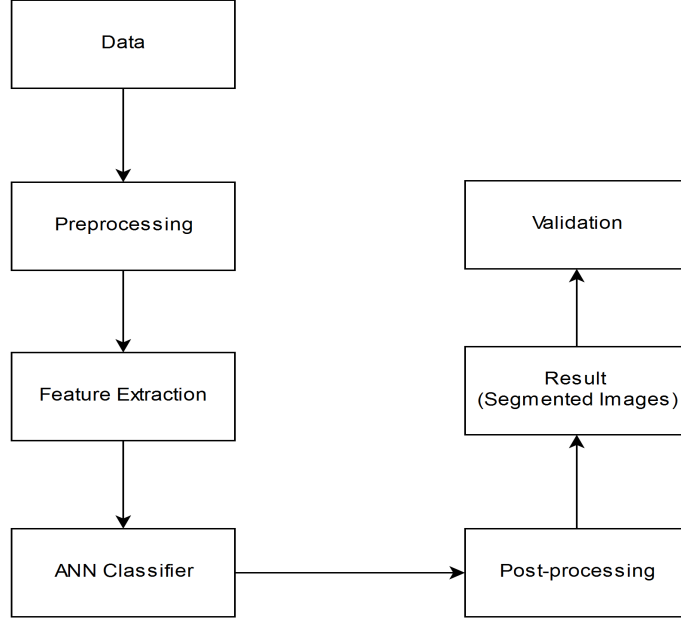 Data
Preprocessing
Feature Extraction
ANN Classifier
Post-processing
Result
(Segmented Images)
Validation